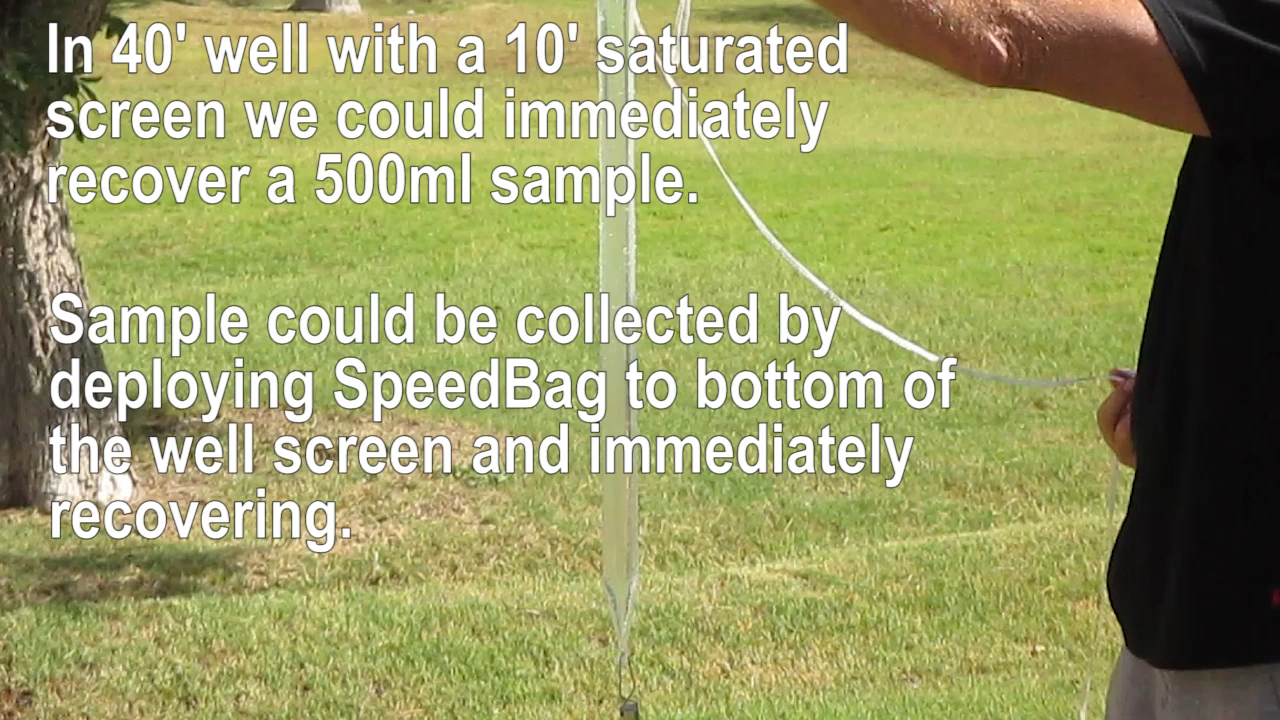 In 40' well with a 10' saturated
screen we could immediately
recover a 500ml sample.
Sample could be collected by
deploying SpeedBag to bottom of
the well screen and immediately
recovering.